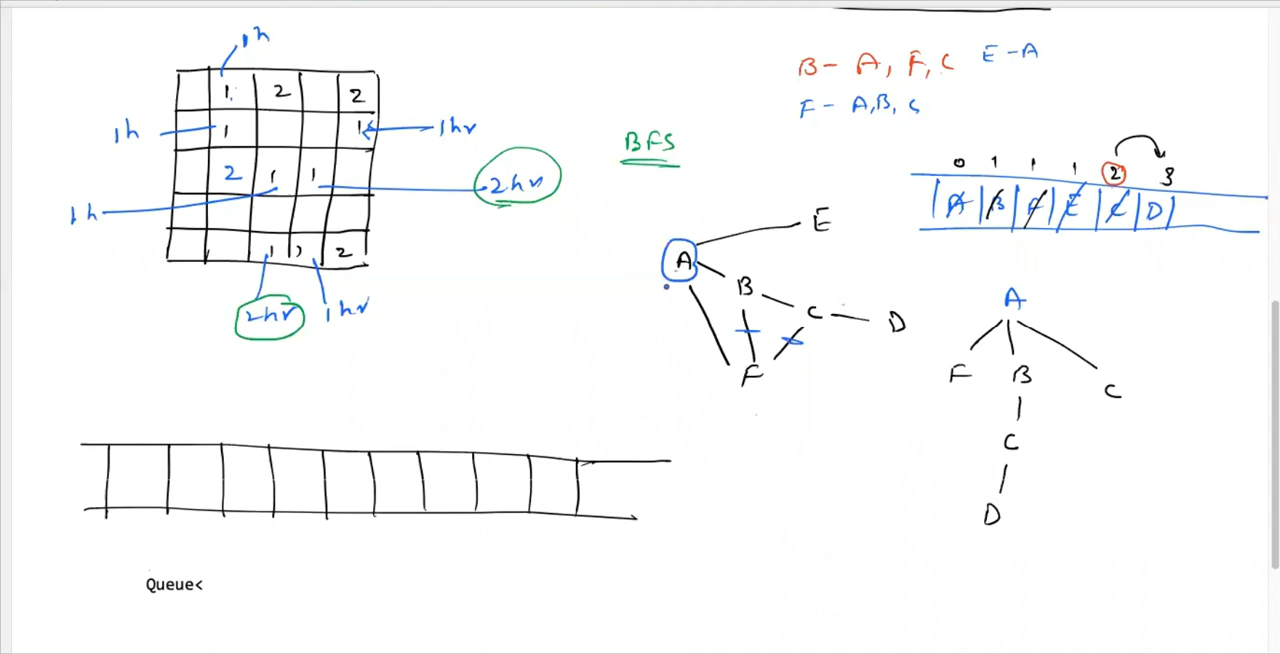 1h
1 2 2
1h 1 1 1hr
2 1 1 2hr
1h
1 1 2
2hr 1hr
B - A, F, C E - A
F - A, B, C
BFS
0 1 1 1 2 3
A B F E C D
E
A
B
C D
F
A
F B C
C
D
Queue<